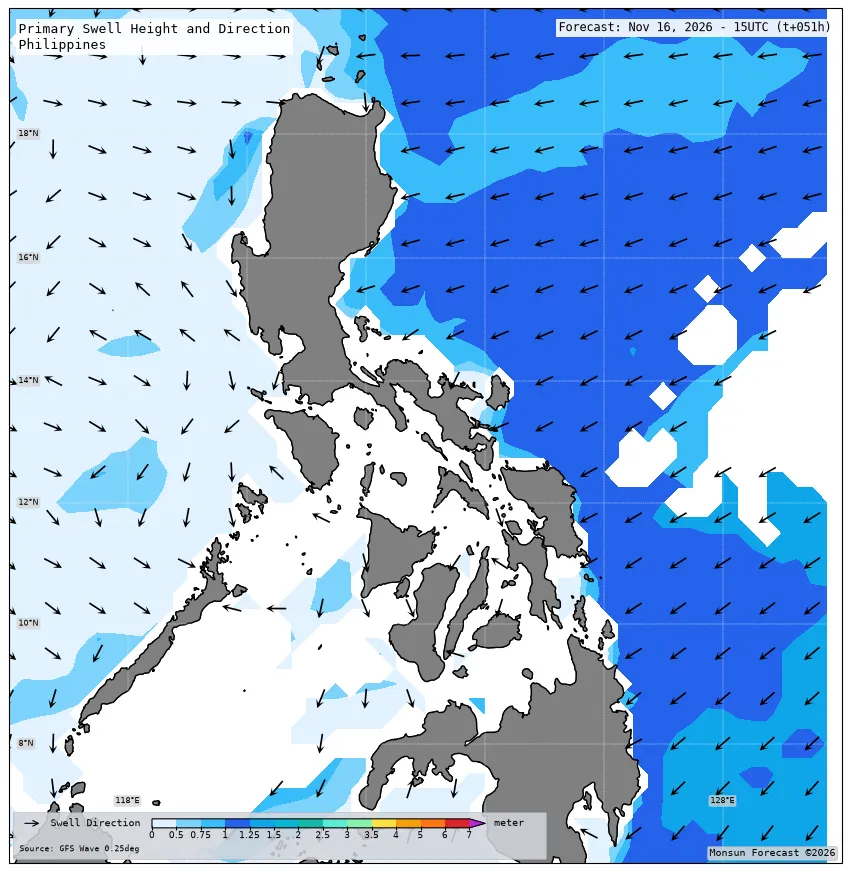 Primary Swell Height and Direction
Philippines
Forecast: Nov 16, 2026 - 15UTC (t+051h)
18°N
16°N
14°N
12°N
10°N
8°N
118°E
128°E
Swell Direction
meter
0 0.5 0.75 1 1.25 1.5 2 2.5 3 3.5 4 5 6 7
Source: GFS Wave 0.25deg
Monsun Forecast ©2026